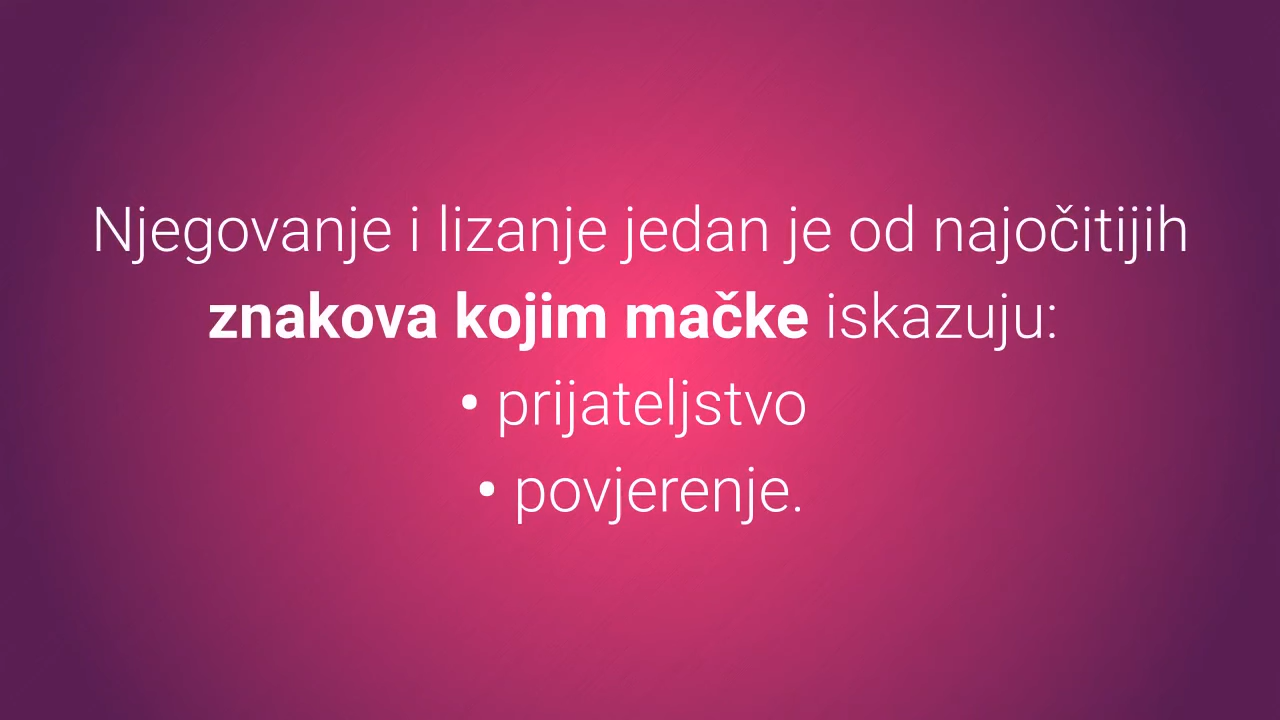 Njegovanje i lizanje jedan je od najočitijih
znakova kojim mačke iskazuju:
• prijateljstvo
• povjerenje.